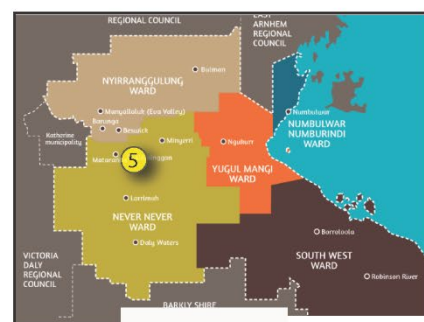 REGIONAL COUNCIL
EAST
ARNHEM
REGIONAL
COUNCIL
NYIRRANGGULUNG
WARD
Bulman
Manyallaluk (Eva Valley)
Barunga
Beswick
Katherine
municipality
Minyerri
Numbulwar
NUMBULWAR
NUMBURINDI
WARD
Ngukurr
5
YUGUL MANGI
WARD
Larrimah
NEVER NEVER
WARD
Daly Waters
VICTORIA
DALY
REGIONAL
COUNCIL
Borroloola
SOUTH WEST
WARD
Robinson River
BARKLY SHIRE